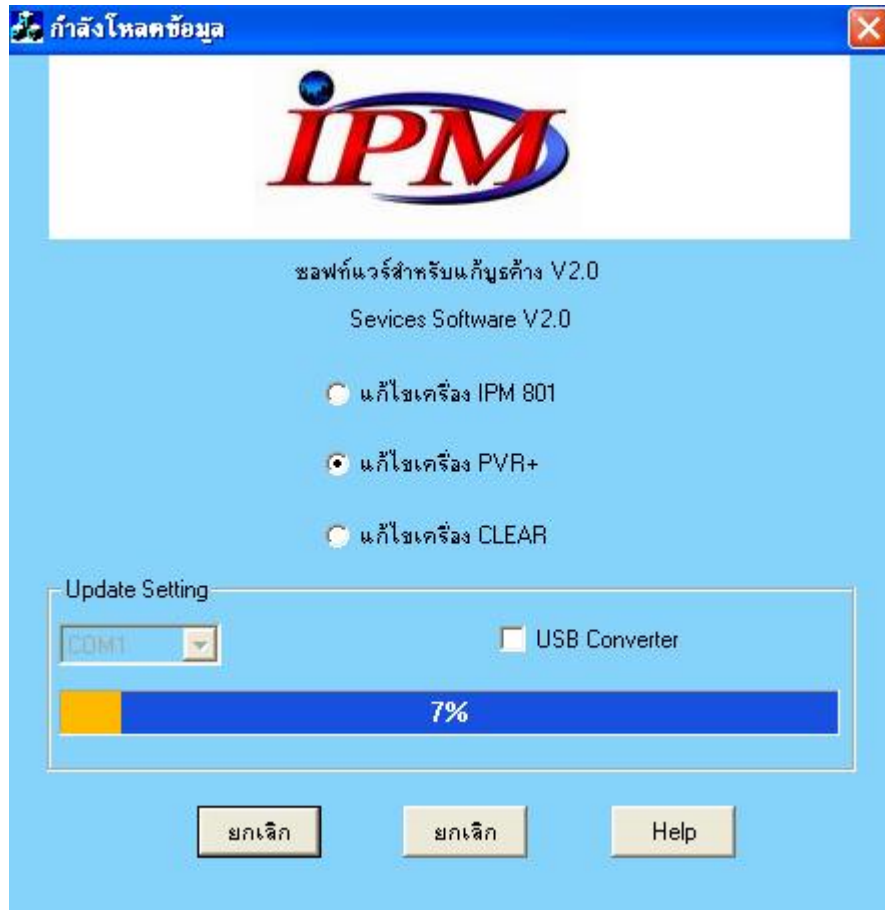 กำลังโหลดข้อมูล
IPM
ซอฟท์แวร์สำหรับแก้บูธค้าง V2.0
Sevices Software V2.0
แก้ไขเครื่อง IPM 801
แก้ไขเครื่อง PVR+
แก้ไขเครื่อง CLEAR
Update Setting
COM1
USB Converter
7%
ยกเลิก
ยกเลิก
Help